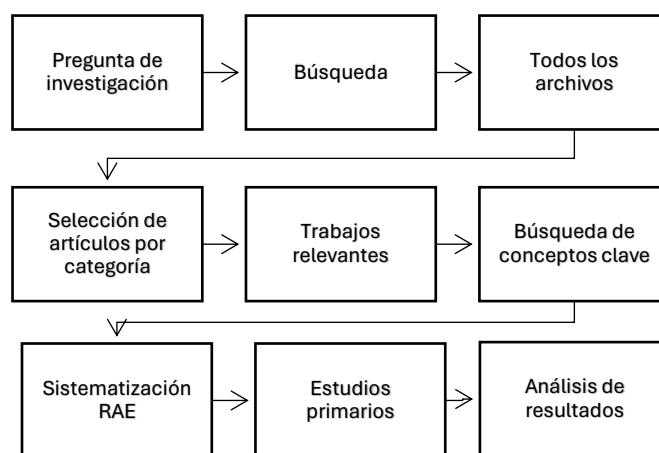 Pregunta de
investigación
Búsqueda
Todos los
archivos
Selección de
artículos por
categoría
Trabajos
relevantes
Búsqueda de
conceptos clave
Sistematización
RAE
Estudios
primarios
Análisis de
resultados